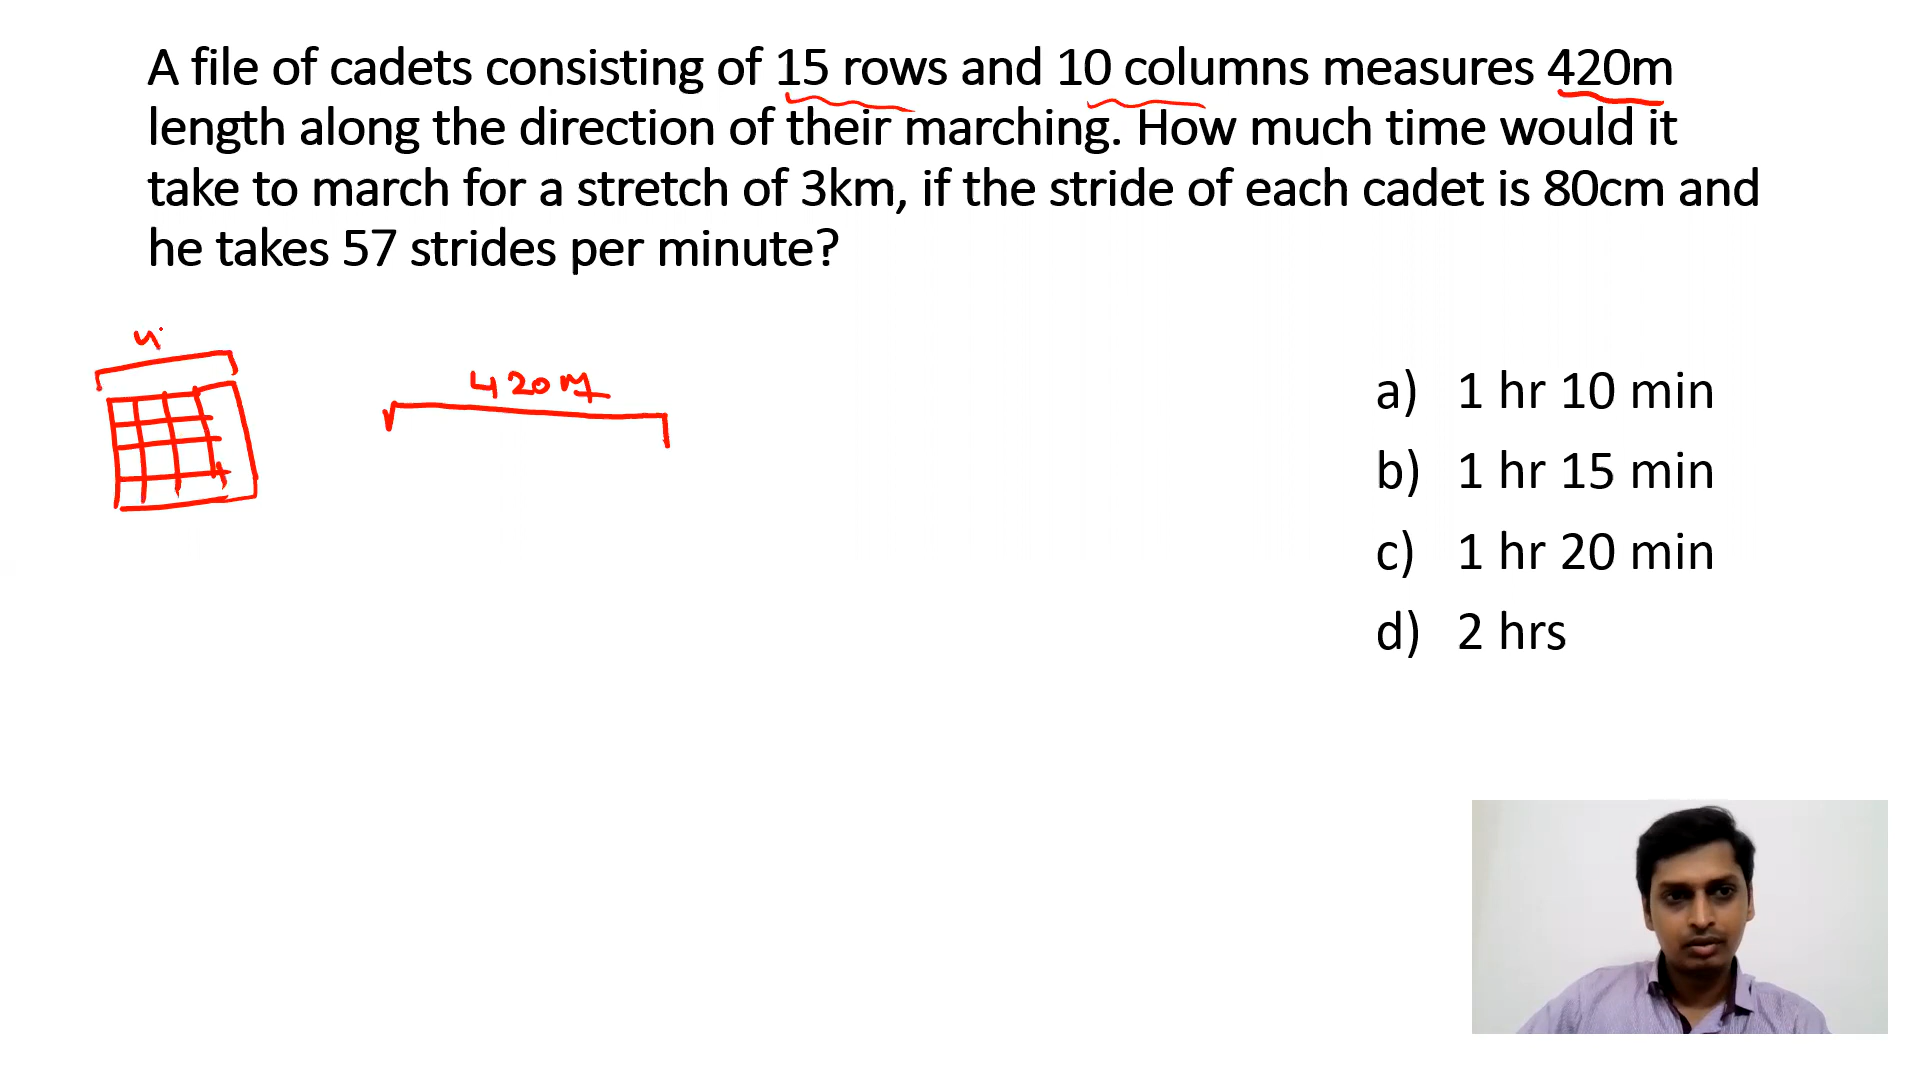 A file of cadets consisting of 15 rows and 10 columns measures 420m
length along the direction of their marching. How much time would it
take to march for a stretch of 3km, if the stride of each cadet is 80cm and
he takes 57 strides per minute?
4
420m
a) 1 hr 10 min
b) 1 hr 15 min
c) 1 hr 20 min
d) 2 hrs